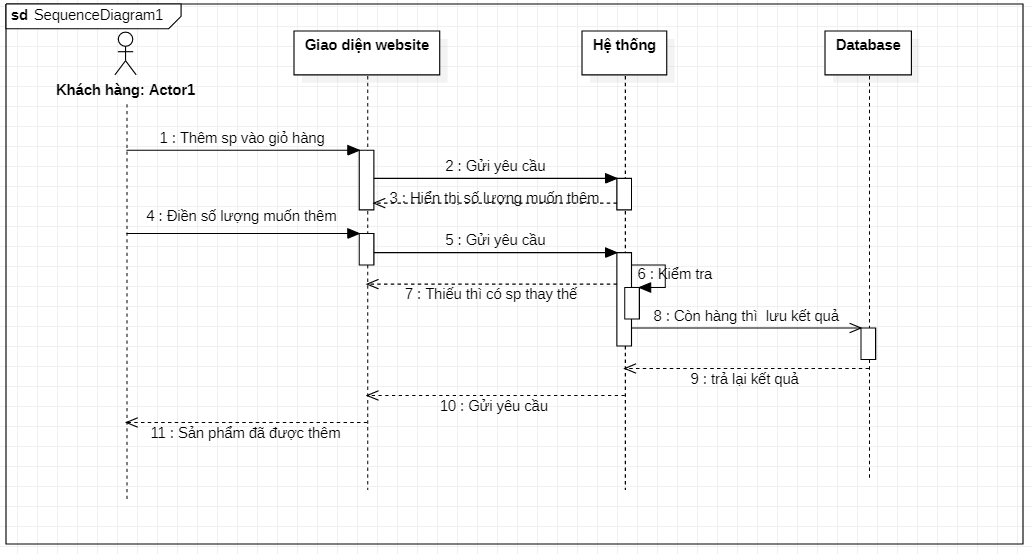 sd SequenceDiagram1
Khách hàng: Actor1
Giao diện website
Hệ thống
Database
1 : Thêm sp vào giỏ hàng
2 : Gửi yêu cầu
3 : Hiển thị số lượng muốn thêm
4 : Điền số lượng muốn thêm
5 : Gửi yêu cầu
6 : Kiểm tra
7 : Thiếu thì có sp thay thế
8 : Còn hàng thì  lưu kết quả
9 : trả lại kết quả
10 : Gửi yêu cầu
11 : Sản phẩm đã được thêm